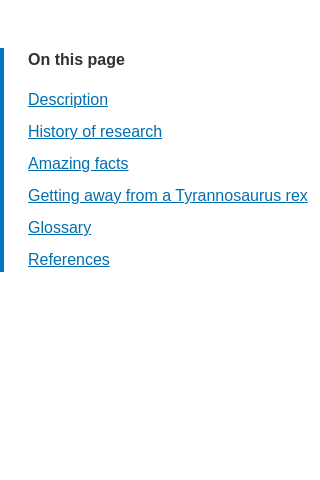 On this page
Description
History of research
Amazing facts
Getting away from a Tyrannosaurus rex
Glossary
References